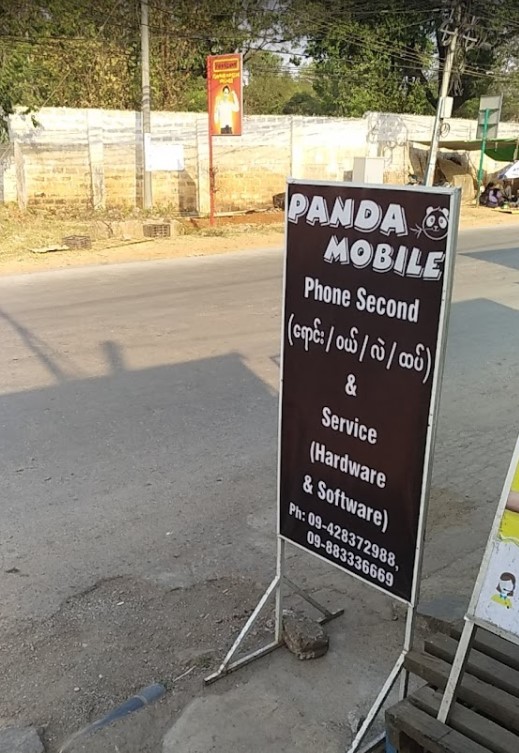 PANDA
MOBILE
Phone Second
(ရောင်း/ဝယ်/လဲ/ထပ်)
&
Service
(Hardware
& Software)
Ph: 09-428372988,
09-883336669